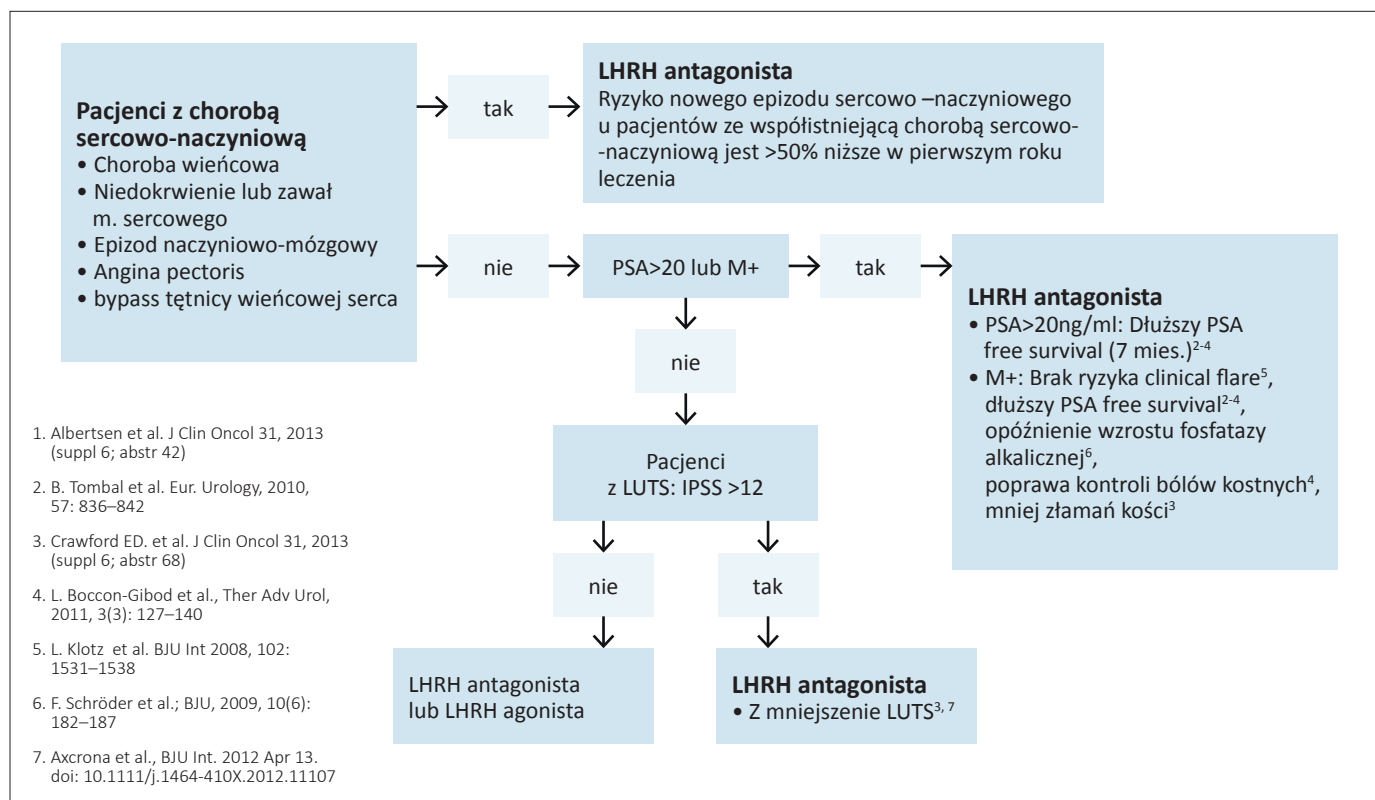 Pacjenci z chorobą
sercowo-naczyniową
• Choroba wieńcowa
• Niedokrwienie lub zawał
m. sercowego
• Epizod naczyniowo-mózgowy
• Angina pectoris
• bypass tętnicy wieńcowej serca
tak
LHRH antagonista
Ryzyko nowego epizodu sercowo –naczyniowego
u pacjentów ze współistniejącą chorobą sercowo-
-naczyniową jest >50% niższe w pierwszym roku
leczenia
nie
PSA>20 lub M+
tak
LHRH antagonista
• PSA>20ng/ml: Dłuższy PSA
free survival (7 mies.)2-4
• M+: Brak ryzyka clinical flare5,
dłuższy PSA free survival2-4,
opóźnienie wzrostu fosfatazy
alkalicznej6,
poprawa kontroli bólów kostnych4,
mniej złamań kości3
nie
Pacjenci
z LUTS: IPSS >12
nie
tak
LHRH antagonista
lub LHRH agonista
LHRH antagonista
• Z mniejszenie LUTS3, 7
1. Albertsen et al. J Clin Oncol 31, 2013
(suppl 6; abstr 42)
2. B. Tombal et al. Eur. Urology, 2010,
57: 836–842
3. Crawford ED. et al. J Clin Oncol 31, 2013
(suppl 6; abstr 68)
4. L. Boccon-Gibod et al., Ther Adv Urol,
2011, 3(3): 127–140
5. L. Klotz et al. BJU Int 2008, 102:
1531–1538
6. F. Schröder et al.; BJU, 2009, 10(6):
182–187
7. Axcrona et al., BJU Int. 2012 Apr 13.
doi: 10.1111/j.1464-410X.2012.11107